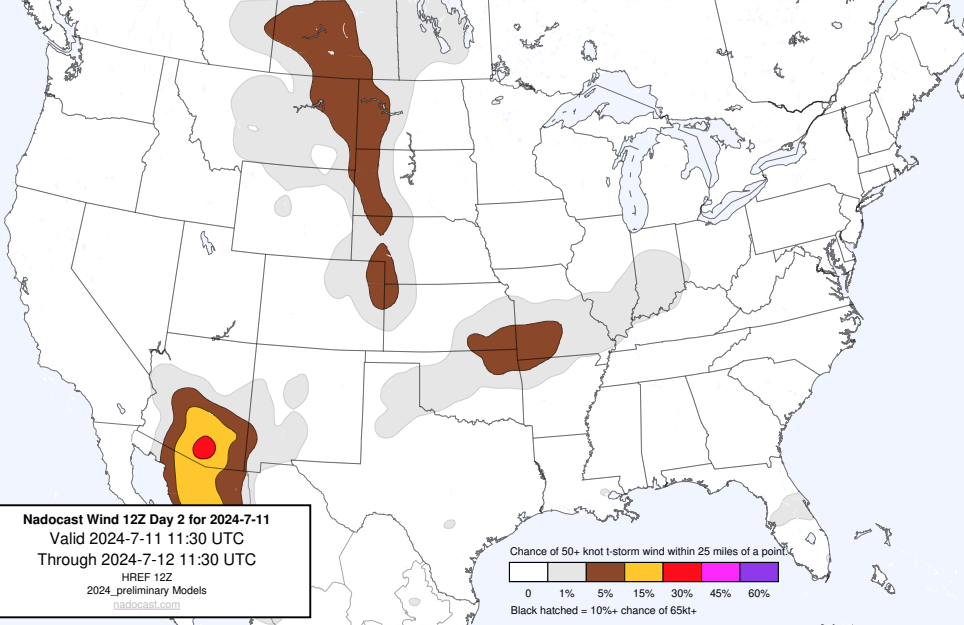 Nadocast Wind 12Z Day 2 for 2024-7-11
Valid 2024-7-11 11:30 UTC
Through 2024-7-12 11:30 UTC
HREF 12Z
2024_preliminary Models
nadocast.com
Chance of 50+ knot t-storm wind within 25 miles of a point.
0 1% 5% 15% 30% 45% 60%
Black hatched = 10%+ chance of 65kt+